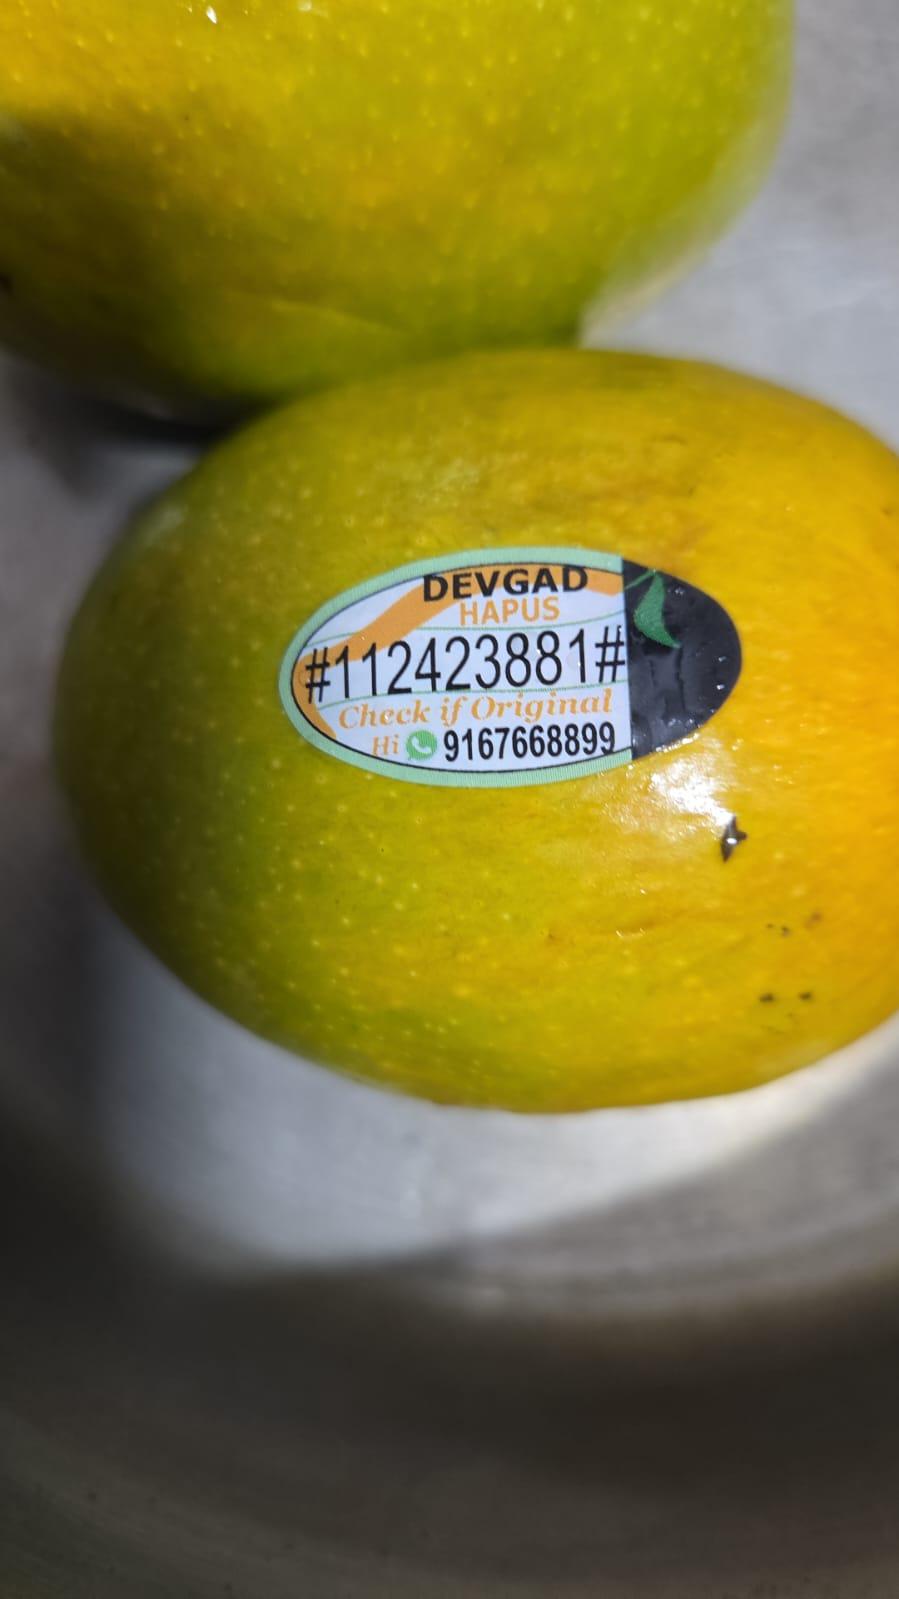 DEVGAD
HAPUS
#112423881#
Check if Original
Hi 9167668899